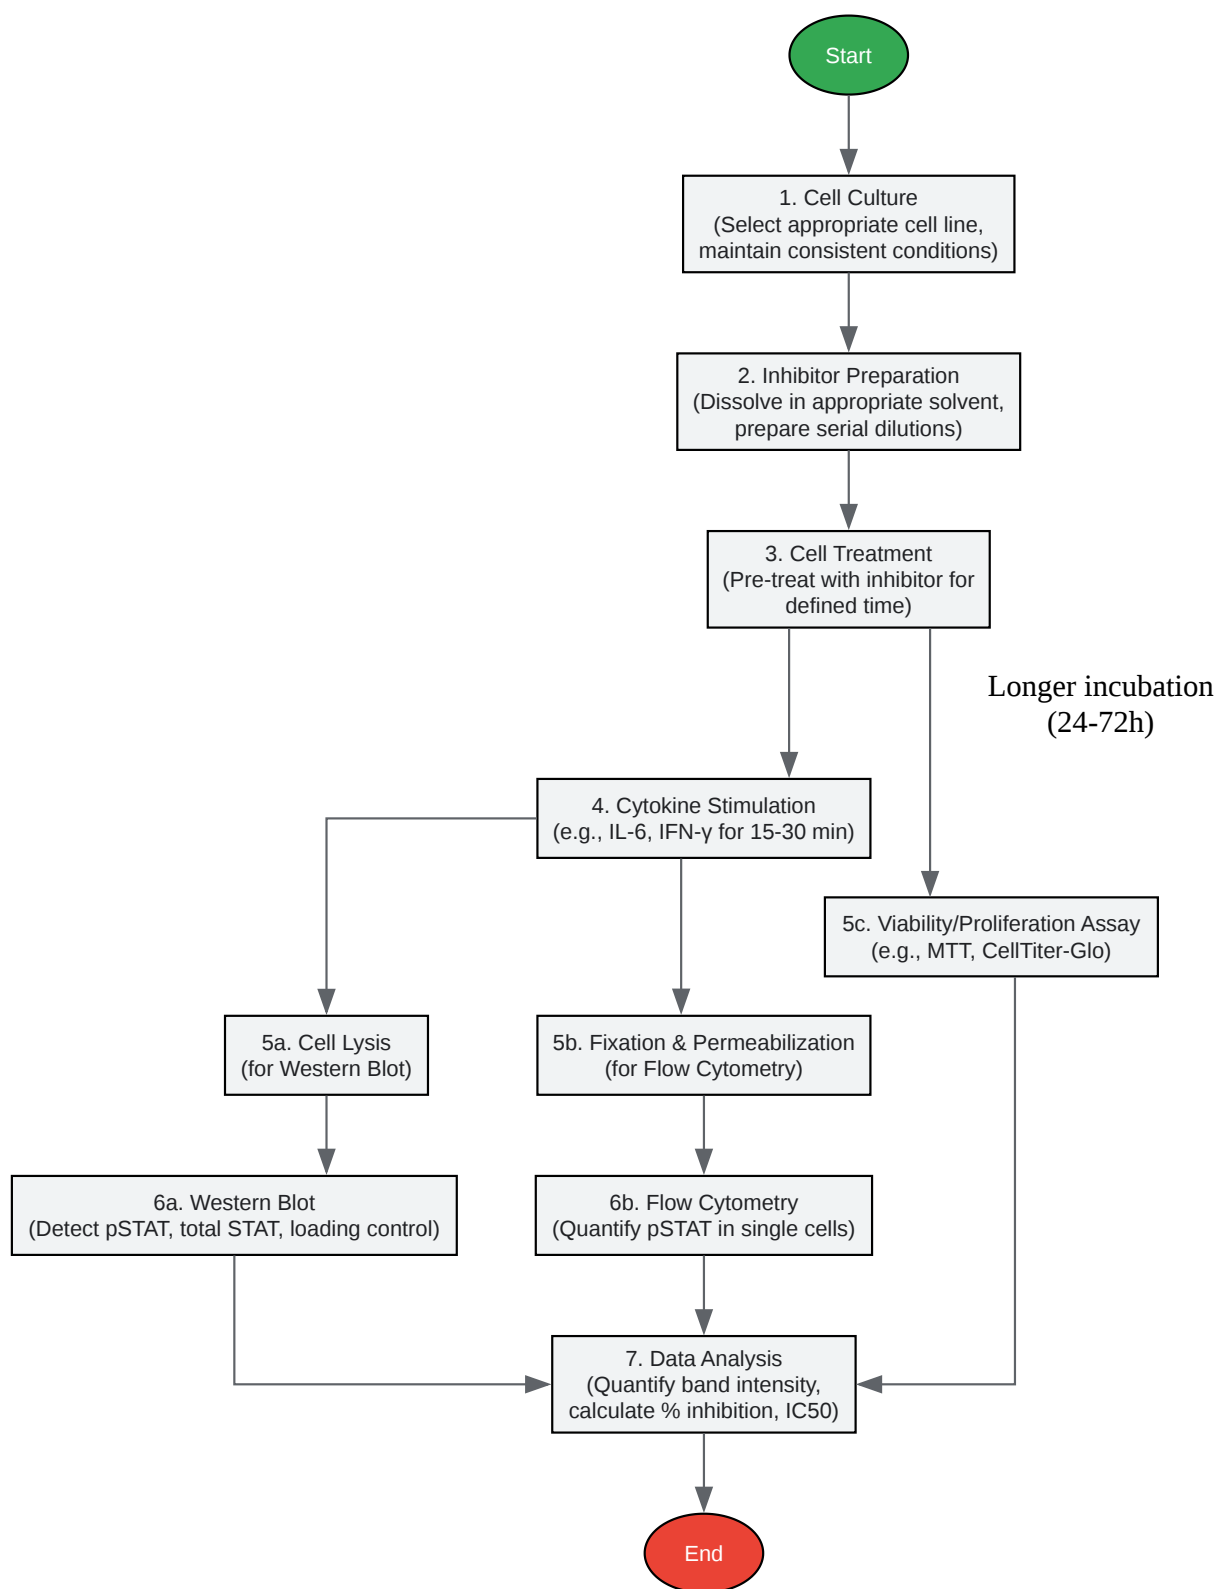 Start
1. Cell Culture
(Select appropriate cell line,
maintain consistent conditions)
2. Inhibitor Preparation
(Dissolve in appropriate solvent,
prepare serial dilutions)
3. Cell Treatment
(Pre-treat with inhibitor for
defined time)
Longer incubation
(24-72h)
4. Cytokine Stimulation
(e.g., IL-6, IFN-γ for 15-30 min)
5c. Viability/Proliferation Assay
(e.g., MTT, CellTiter-Glo)
5a. Cell Lysis
(for Western Blot)
5b. Fixation & Permeabilization
(for Flow Cytometry)
6a. Western Blot
(Detect pSTAT, total STAT, loading control)
6b. Flow Cytometry
(Quantify pSTAT in single cells)
7. Data Analysis
(Quantify band intensity,
calculate % inhibition, IC50)
End